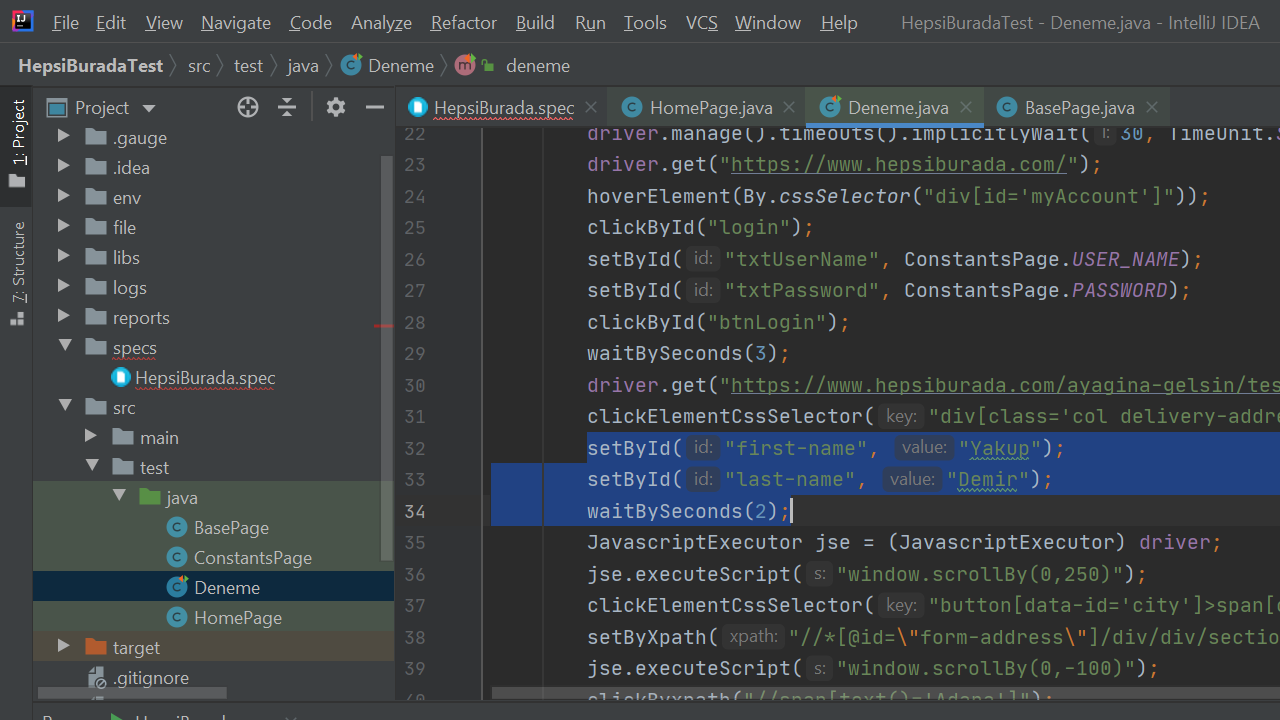 File Edit View Navigate Code Analyze Refactor Build Run Tools VCS Window Help HepsiBuradaTest - Deneme.java - IntelliJ IDEA
HepsiBuradaTest src test java Deneme m deneme
1: Project
7: Structure
Project
.gauge
.idea
env
file
libs
logs
reports
specs
HepsiBurada.spec
src
main
test
java
C BasePage
C ConstantsPage
C Deneme
C HomePage
target
.gitignore
HepsiBurada.spec C HomePage.java C Deneme.java C BasePage.java
22 driver.manage().timeouts().implicitlyWait( l: 30, TimeUnit.
23 driver.get("https://www.hepsiburada.com/");
24 hoverElement(By.cssSelector("div[id='myAccount']"));
25 clickById("login");
26 setById( id: "txtUserName", ConstantsPage.USER_NAME);
27 setById( id: "txtPassword", ConstantsPage.PASSWORD);
28 clickById("btnLogin");
29 waitBySeconds(3);
30 driver.get("https://www.hepsiburada.com/ayagina-gelsin/tes
31 clickElementCssSelector( key: "div[class='col delivery-addre
32 setById( id: "first-name", value: "Yakup");
33 setById( id: "last-name", value: "Demir");
34 waitBySeconds(2);
35 JavascriptExecutor jse = (JavascriptExecutor) driver;
36 jse.executeScript( s: "window.scrollBy(0,250)");
37 clickElementCssSelector( key: "button[data-id='city']>span[c
38 setByXpath( xpath: "//*[@id=\"form-address\"]/div/div/sectio
39 jse.executeScript( s: "window.scrollBy(0,-100)");
40 clickByxpath("//span[text()='Adana']");